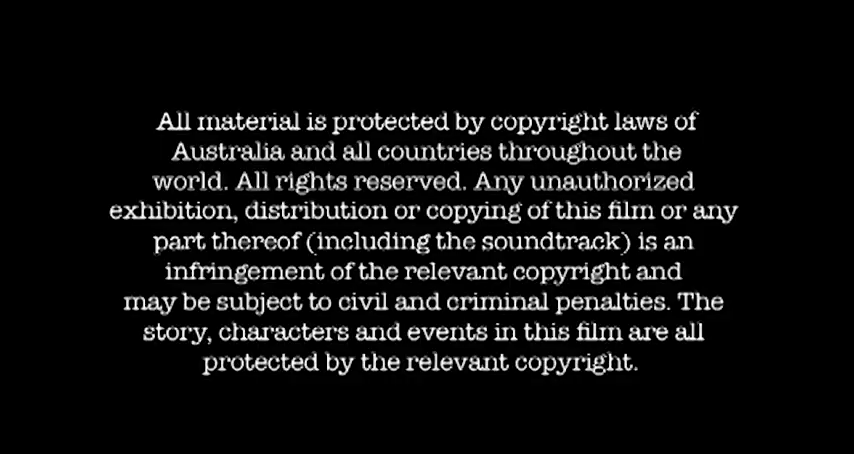 All material is protected by copyright laws of
Australia and all countries throughout the
world. All rights reserved. Any unauthorized
exhibition, distribution or copying of this film or any
part thereof (including the soundtrack) is an
infringement of the relevant copyright and
may be subject to civil and criminal penalties. The
story, characters and events in this film are all
protected by the relevant copyright.